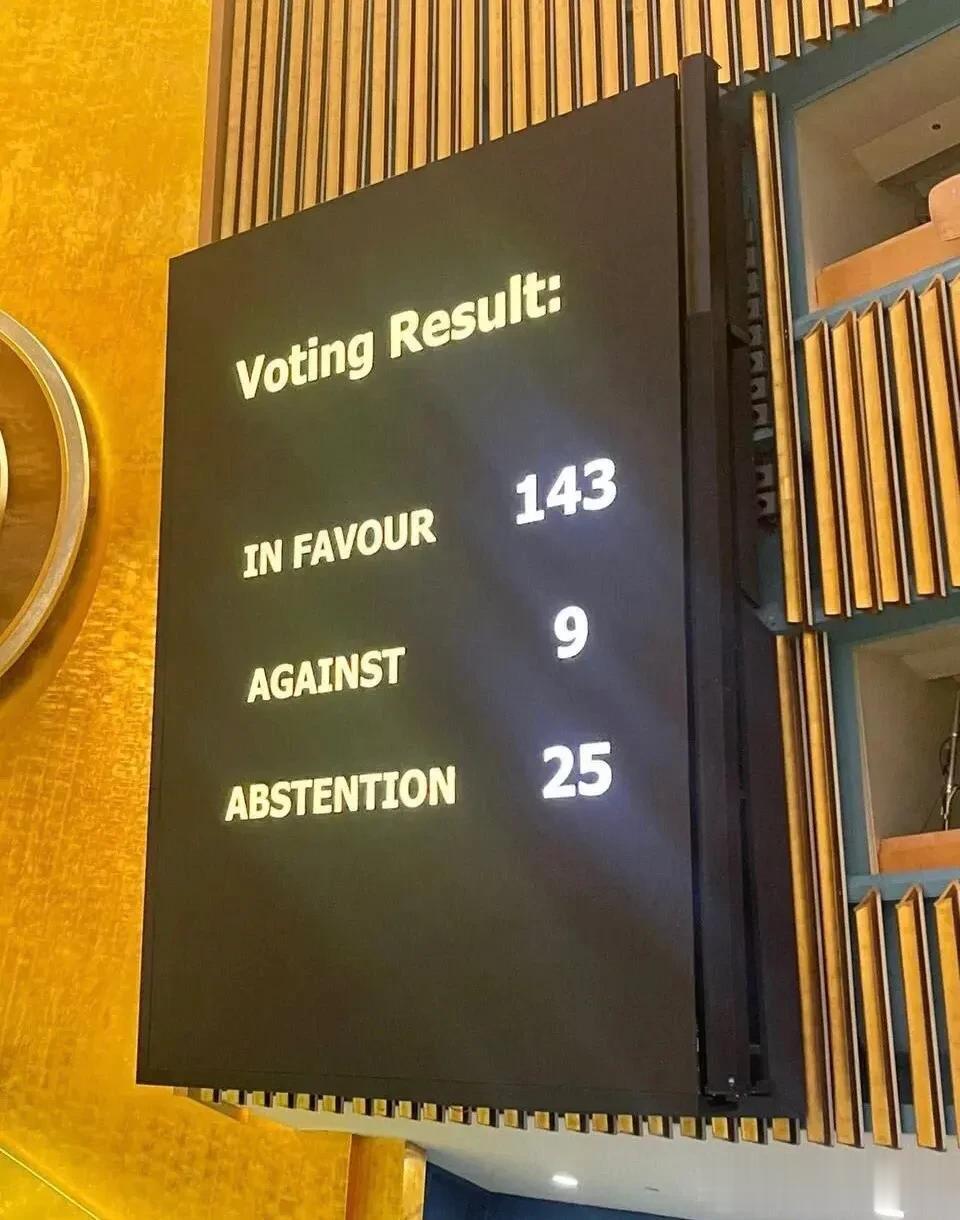 Voting Result:
IN FAVOUR 143
AGAINST 9
ABSTENTION 25